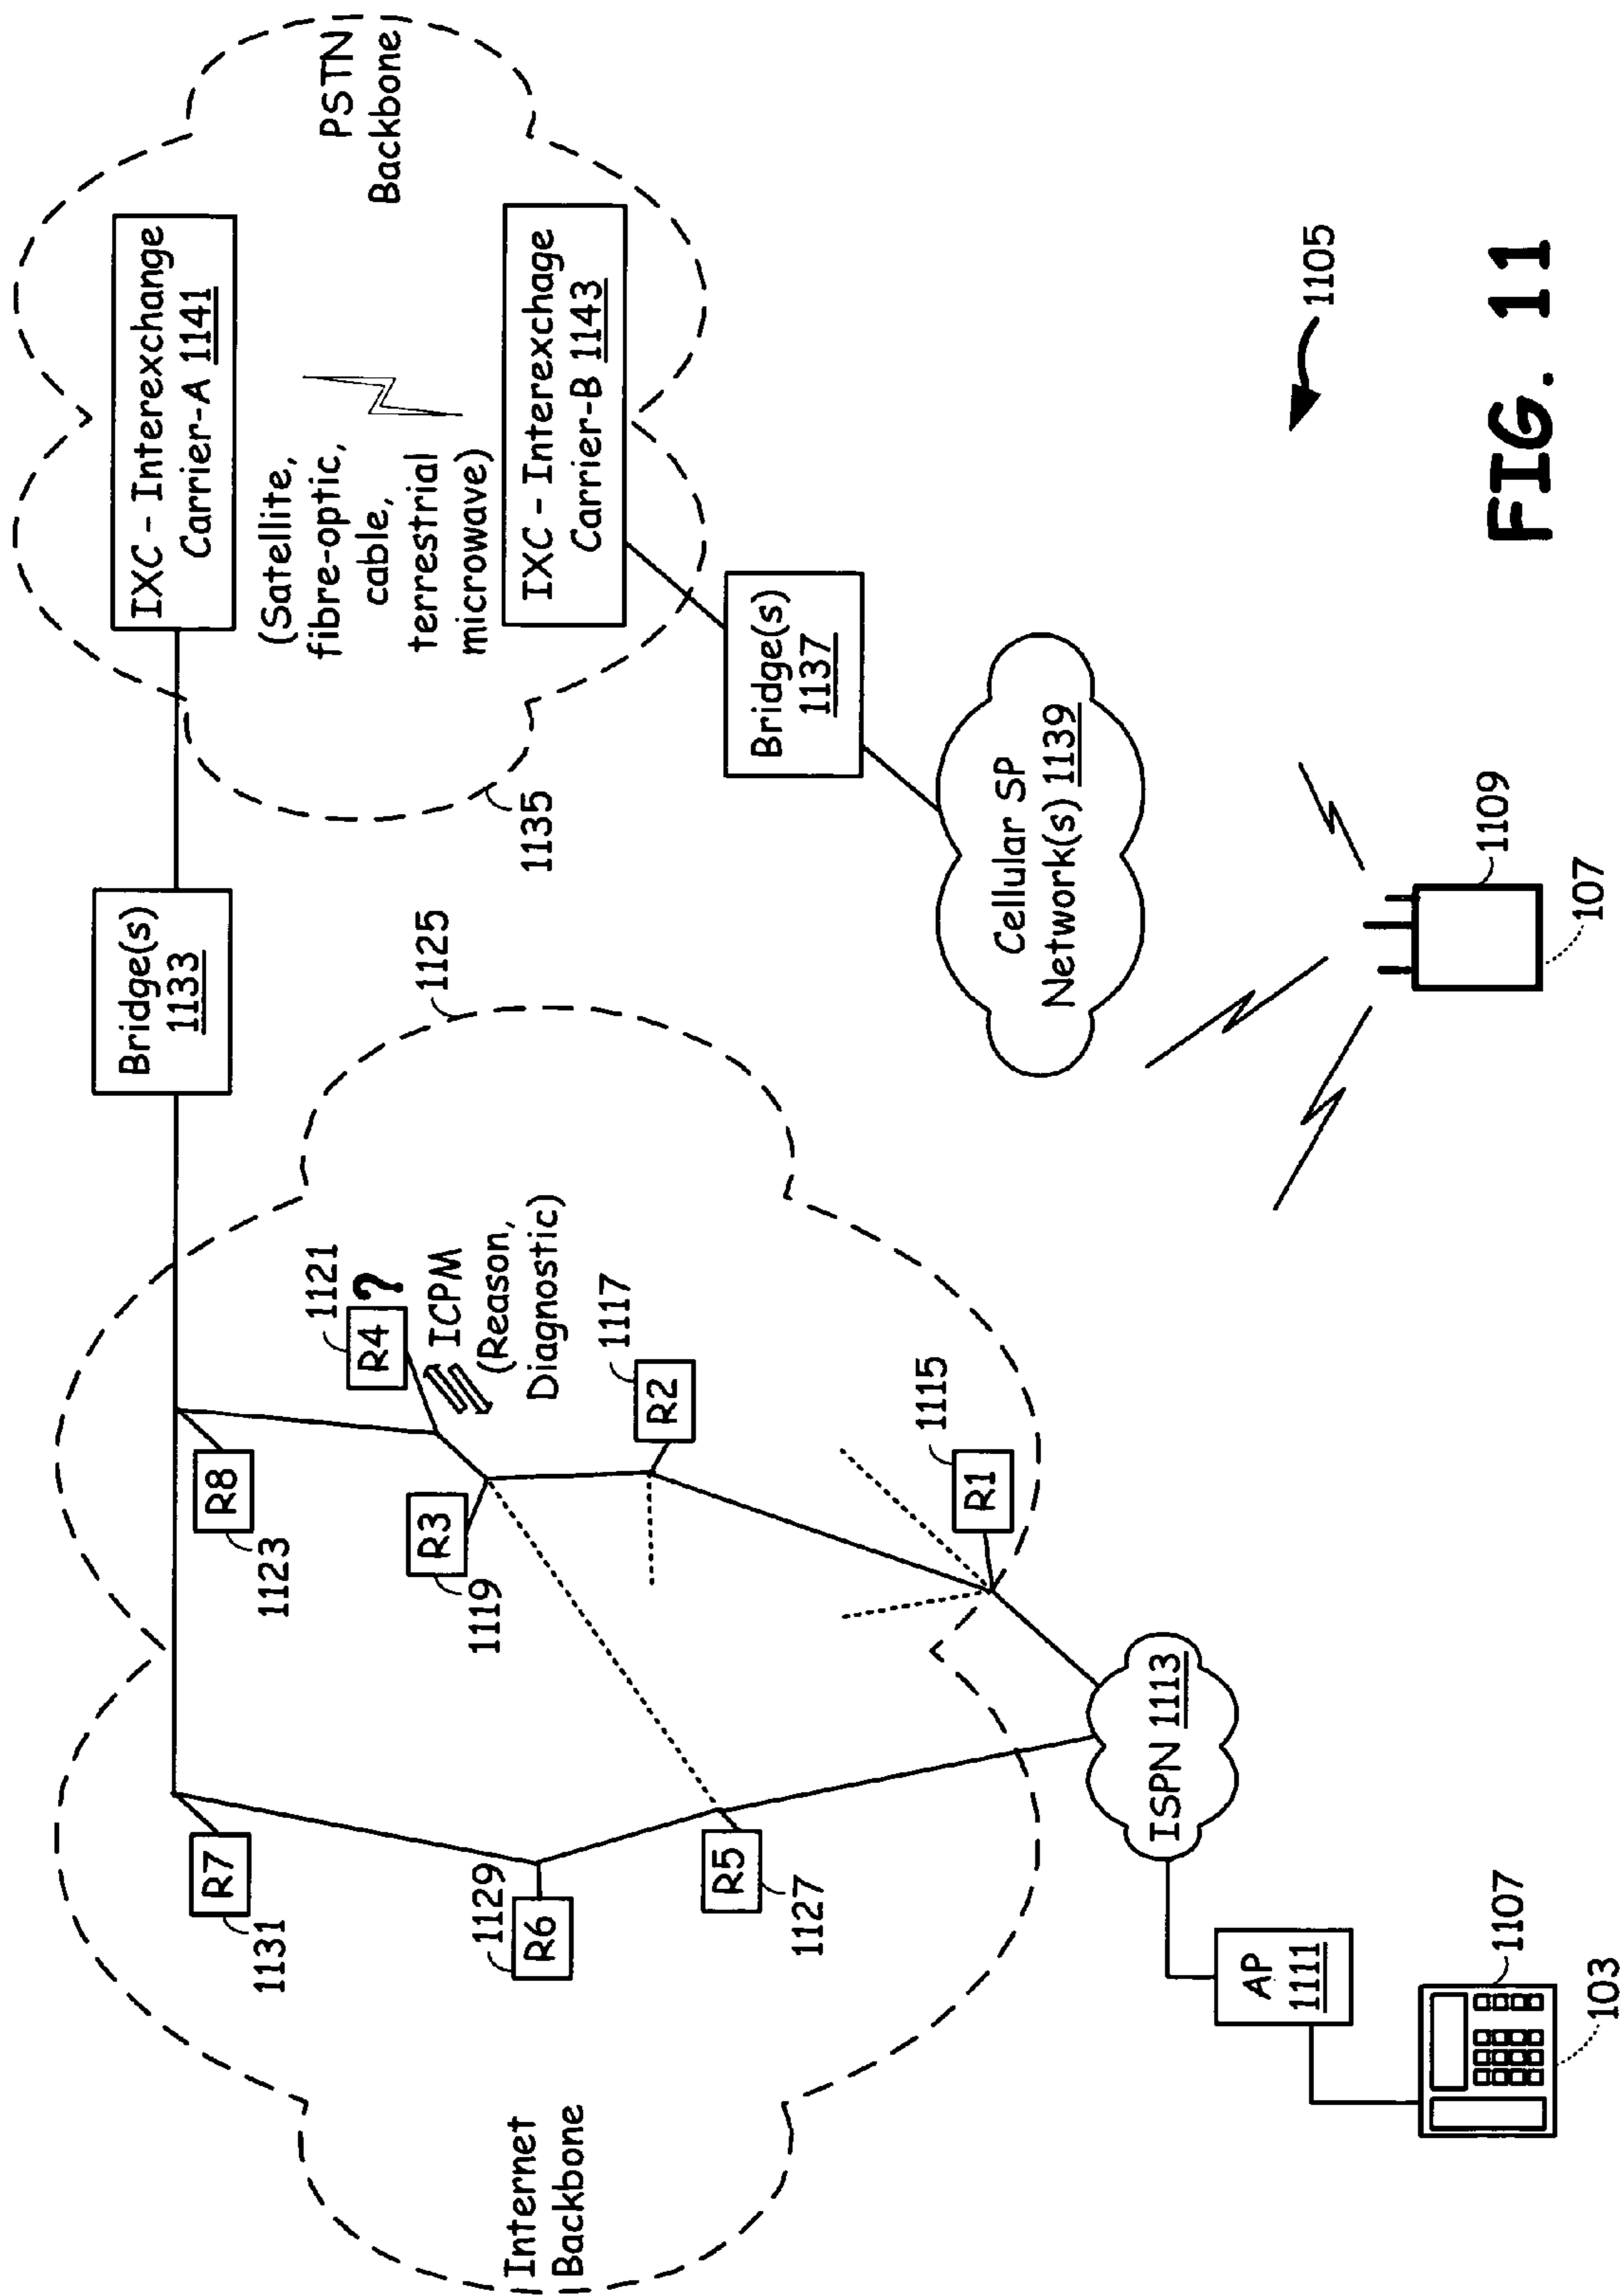 PSTN
Backbone
IXC - Interexchange
Carrier-A 1141
(Satellite,
fibre-optic,
cable,
terrestrial
microwave)
IXC - Interexchage
Carrier-B 1143
1135
Bridge(s)
1133
Bridge(s)
1137
Cellular SP
Network(s) 1139
1125
Internet
Backbone
R7
1131
R8
1123
1121
R4
?
ICPM
(Reason,
Diagnostic)
R3
1119
1117
R2
1129
R6
R5
1127
1115
R1
ISPN 1113
AP
1111
1107
103
1109
107
1105
FIG. 11